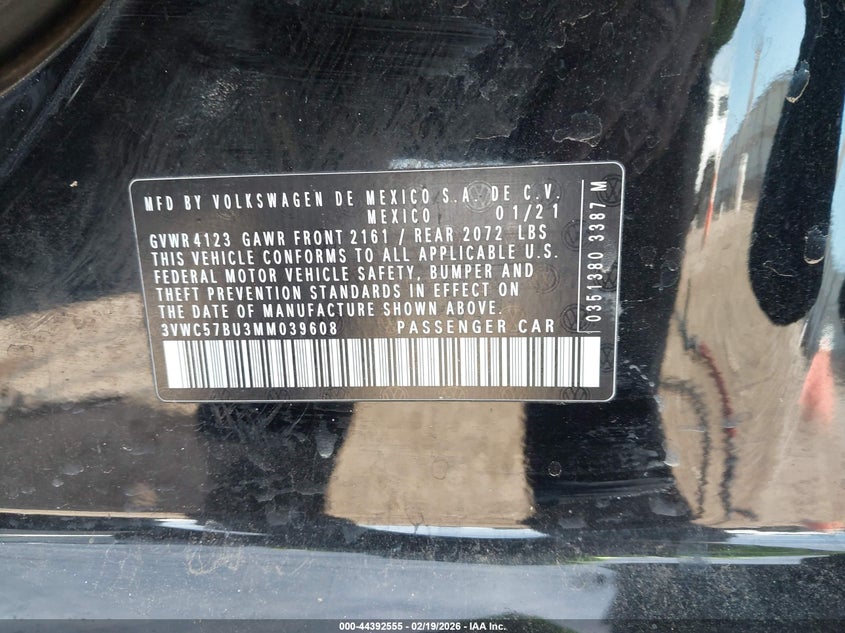 MFD BY VOLKSWAGEN DE MEXICO S.A. DE C.V.
MEXICO 01/21
GVWR 4123 GAWR FRONT 2161 / REAR 2072 LBS
THIS VEHICLE CONFORMS TO ALL APPLICABLE U.S.
FEDERAL MOTOR VEHICLE SAFETY, BUMPER AND
THEFT PREVENTION STANDARDS IN EFFECT ON
THE DATE OF MANUFACTURE SHOWN ABOVE.
3VWC57BU3MM039608 PASSENGER CAR
0351380 3387 M
000-44392555 - 02/19/2026 - IAA Inc.